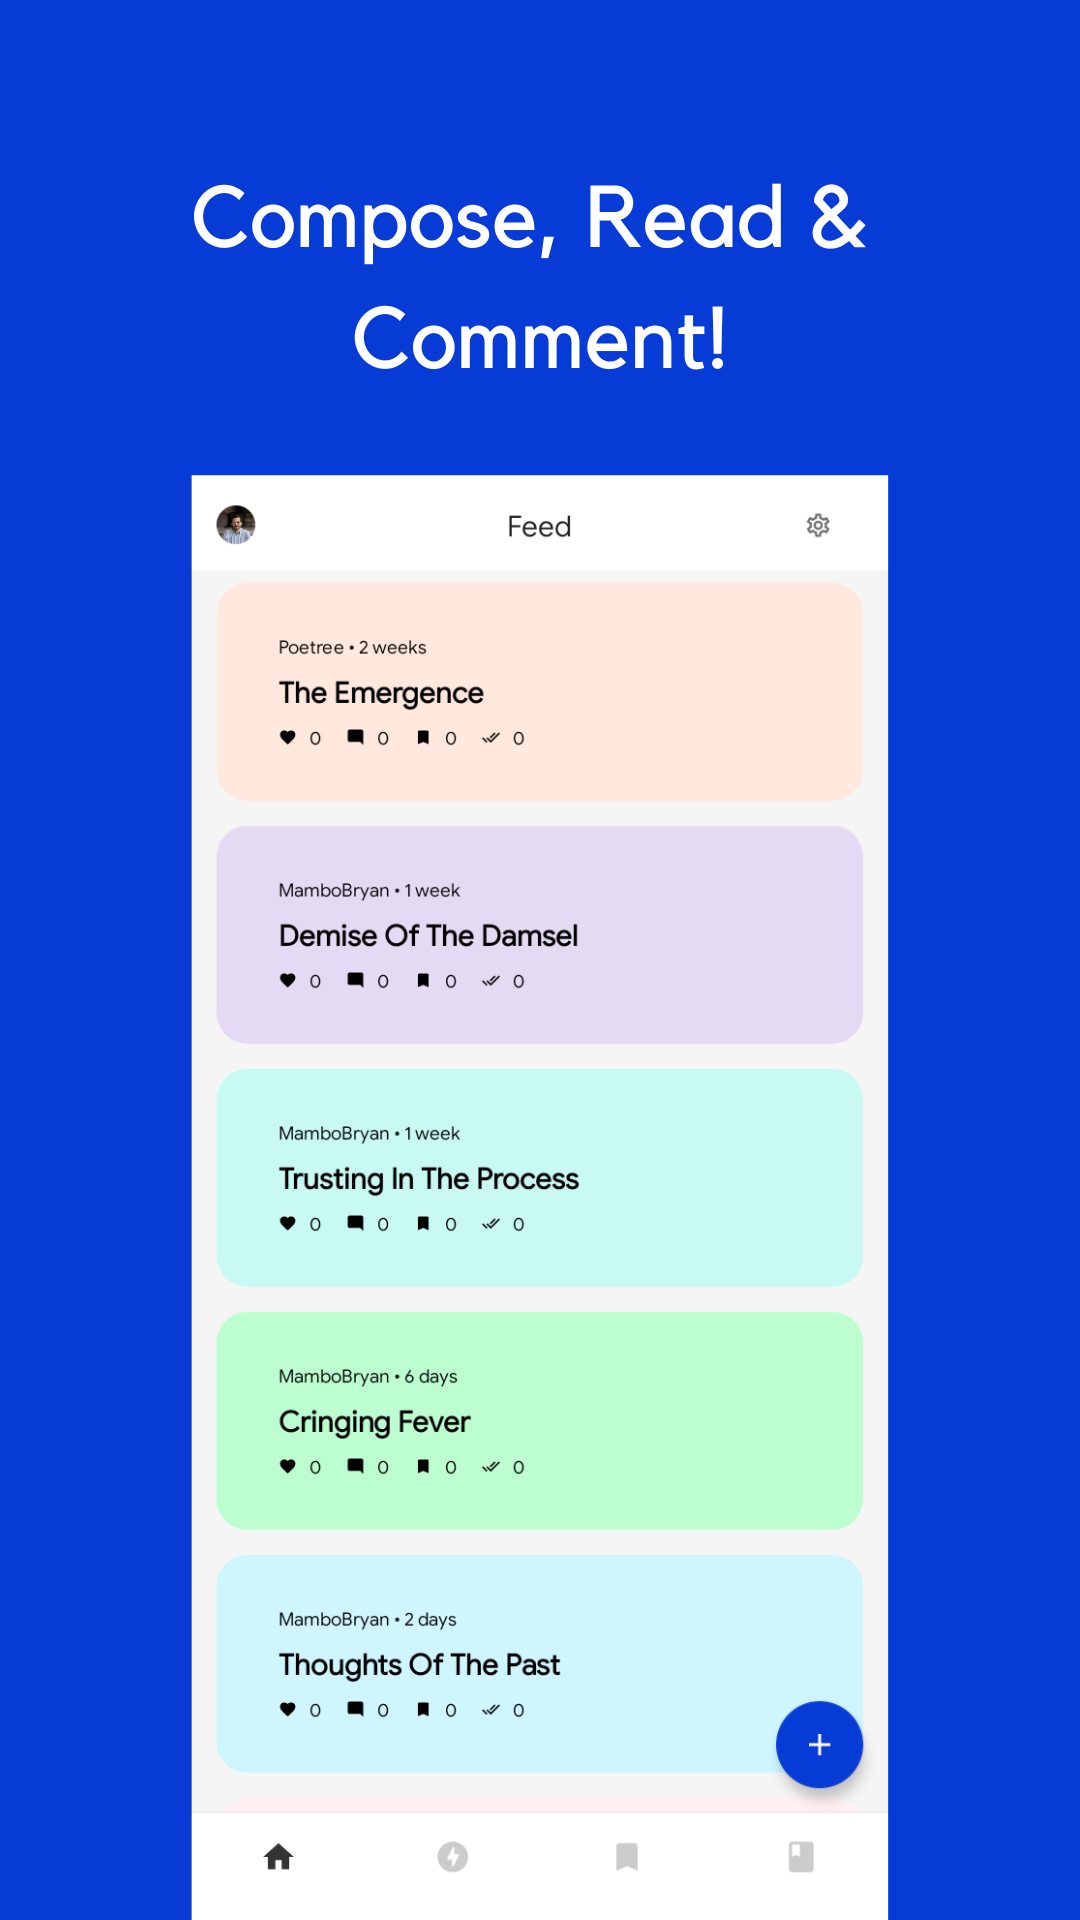 Compose, Read &
Comment!
Feed
Poetree • 2 weeks
The Emergence
0 0 0 0
MamboBryan • 1 week
Demise Of The Damsel
0 0 0 0
MamboBryan • 1 week
Trusting In The Process
0 0 0 0
MamboBryan • 6 days
Cringing Fever
0 0 0 0
MamboBryan • 2 days
Thoughts Of The Past
0 0 0 0